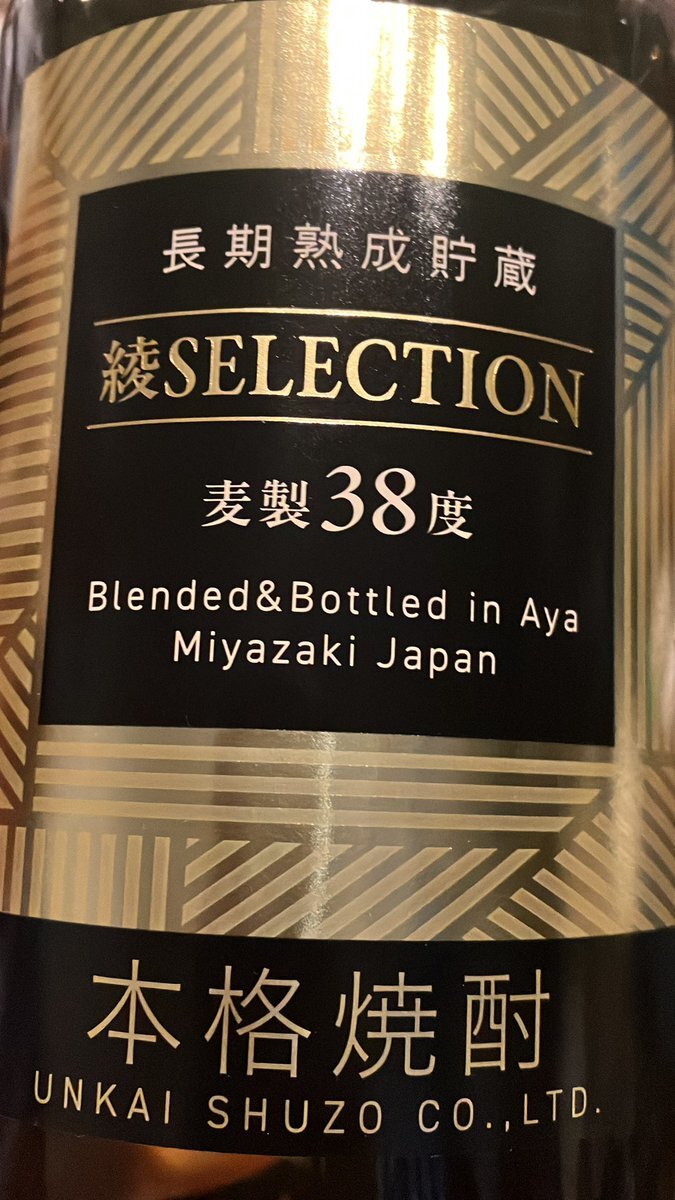 長期熟成貯蔵
綾SELECTION
麦製38度
Blended&Bottled in Aya
Miyazaki Japan
本格焼酎
UNKAI SHUZO CO.,LTD.